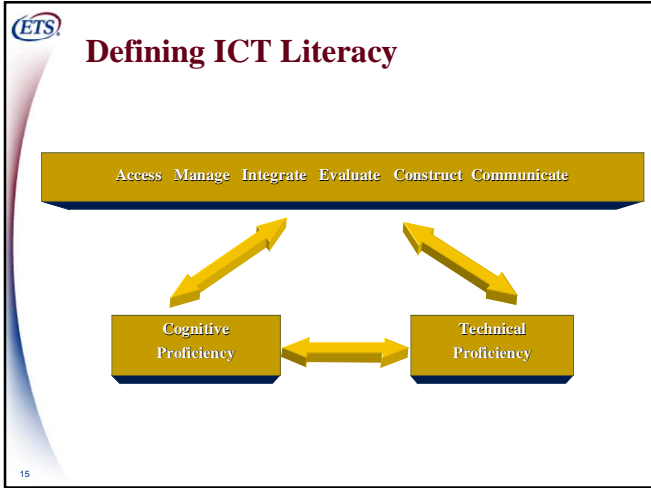 ETS
Defining ICT Literacy
Access Manage Integrate Evaluate Construct Communicate
Cognitive
Proficiency
Technical
Proficiency
15